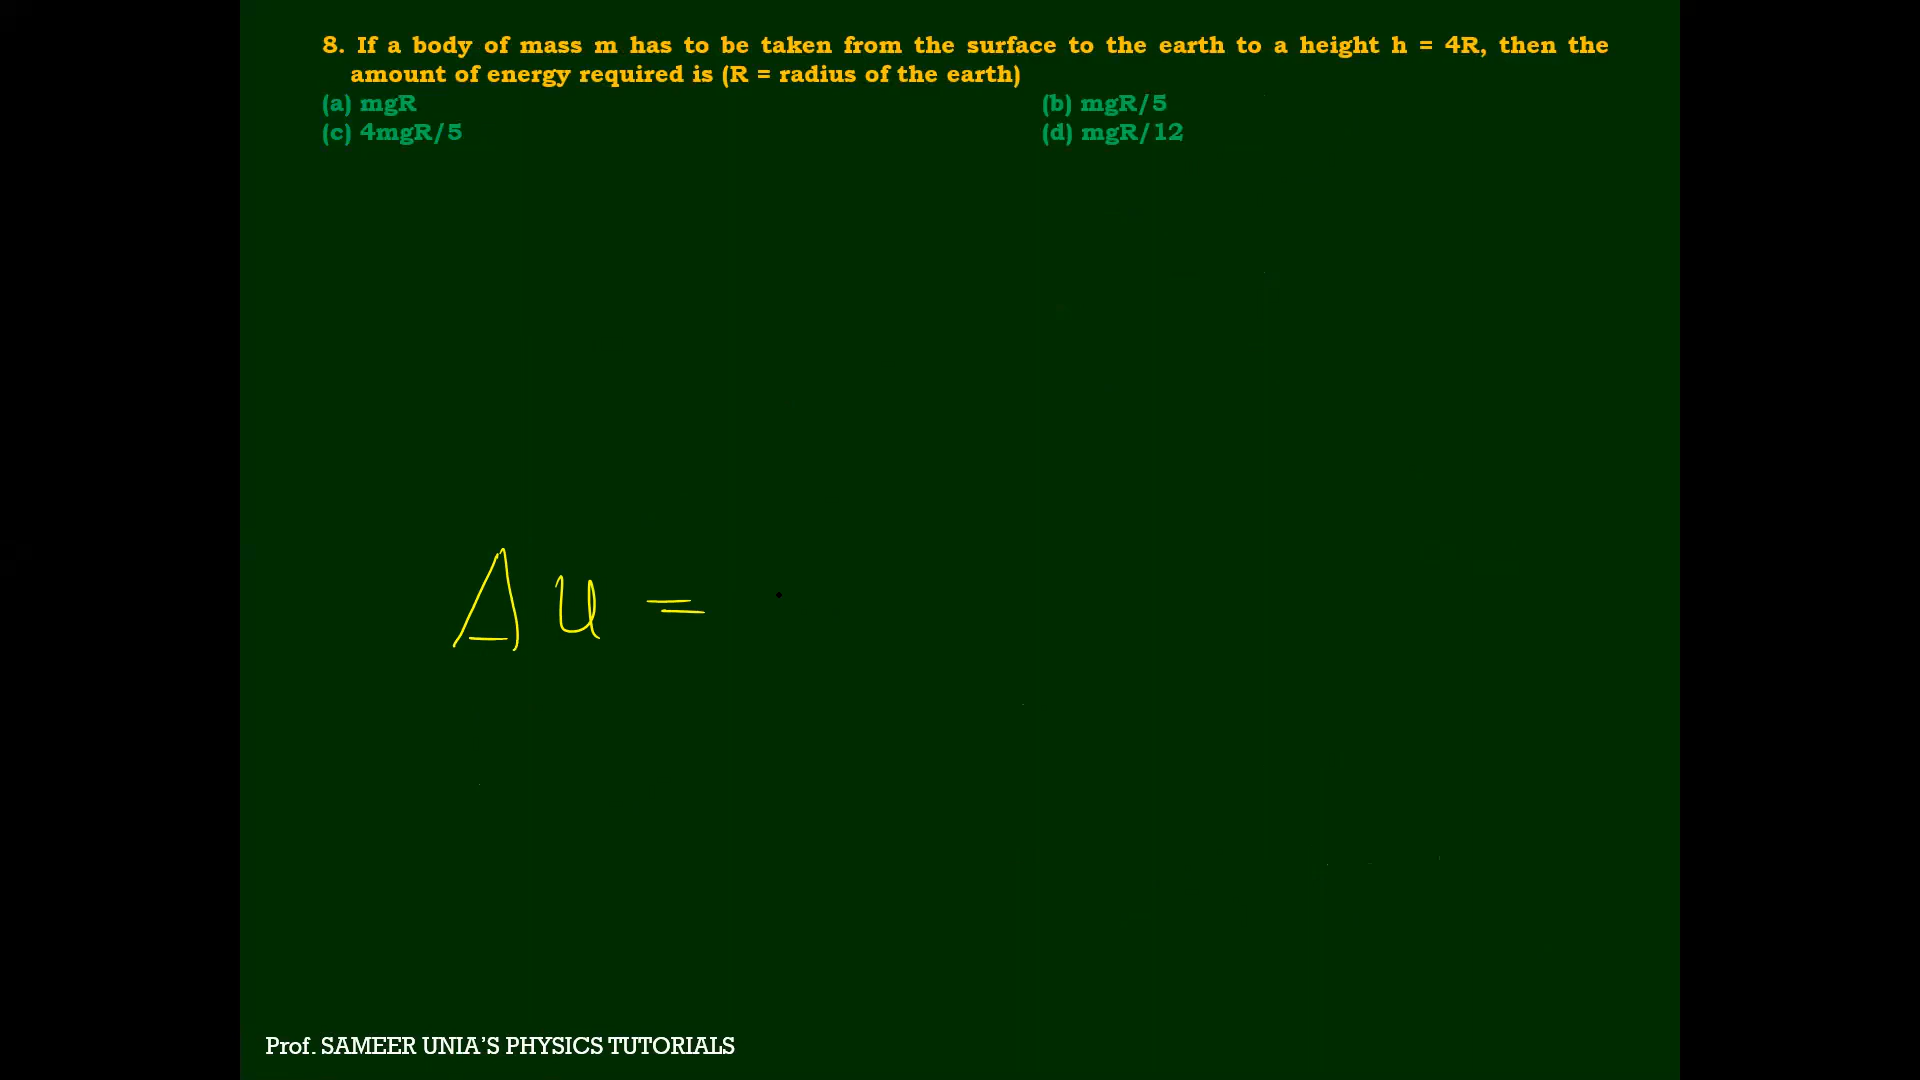 8. If a body of mass m has to be taken from the surface to the earth to a height h = 4R, then the
amount of energy required is (R = radius of the earth)
(a) mgR (b) mgR/5
(c) 4mgR/5 (d) mgR/12
Δ u =
Prof. SAMEER UNIA’S PHYSICS TUTORIALS